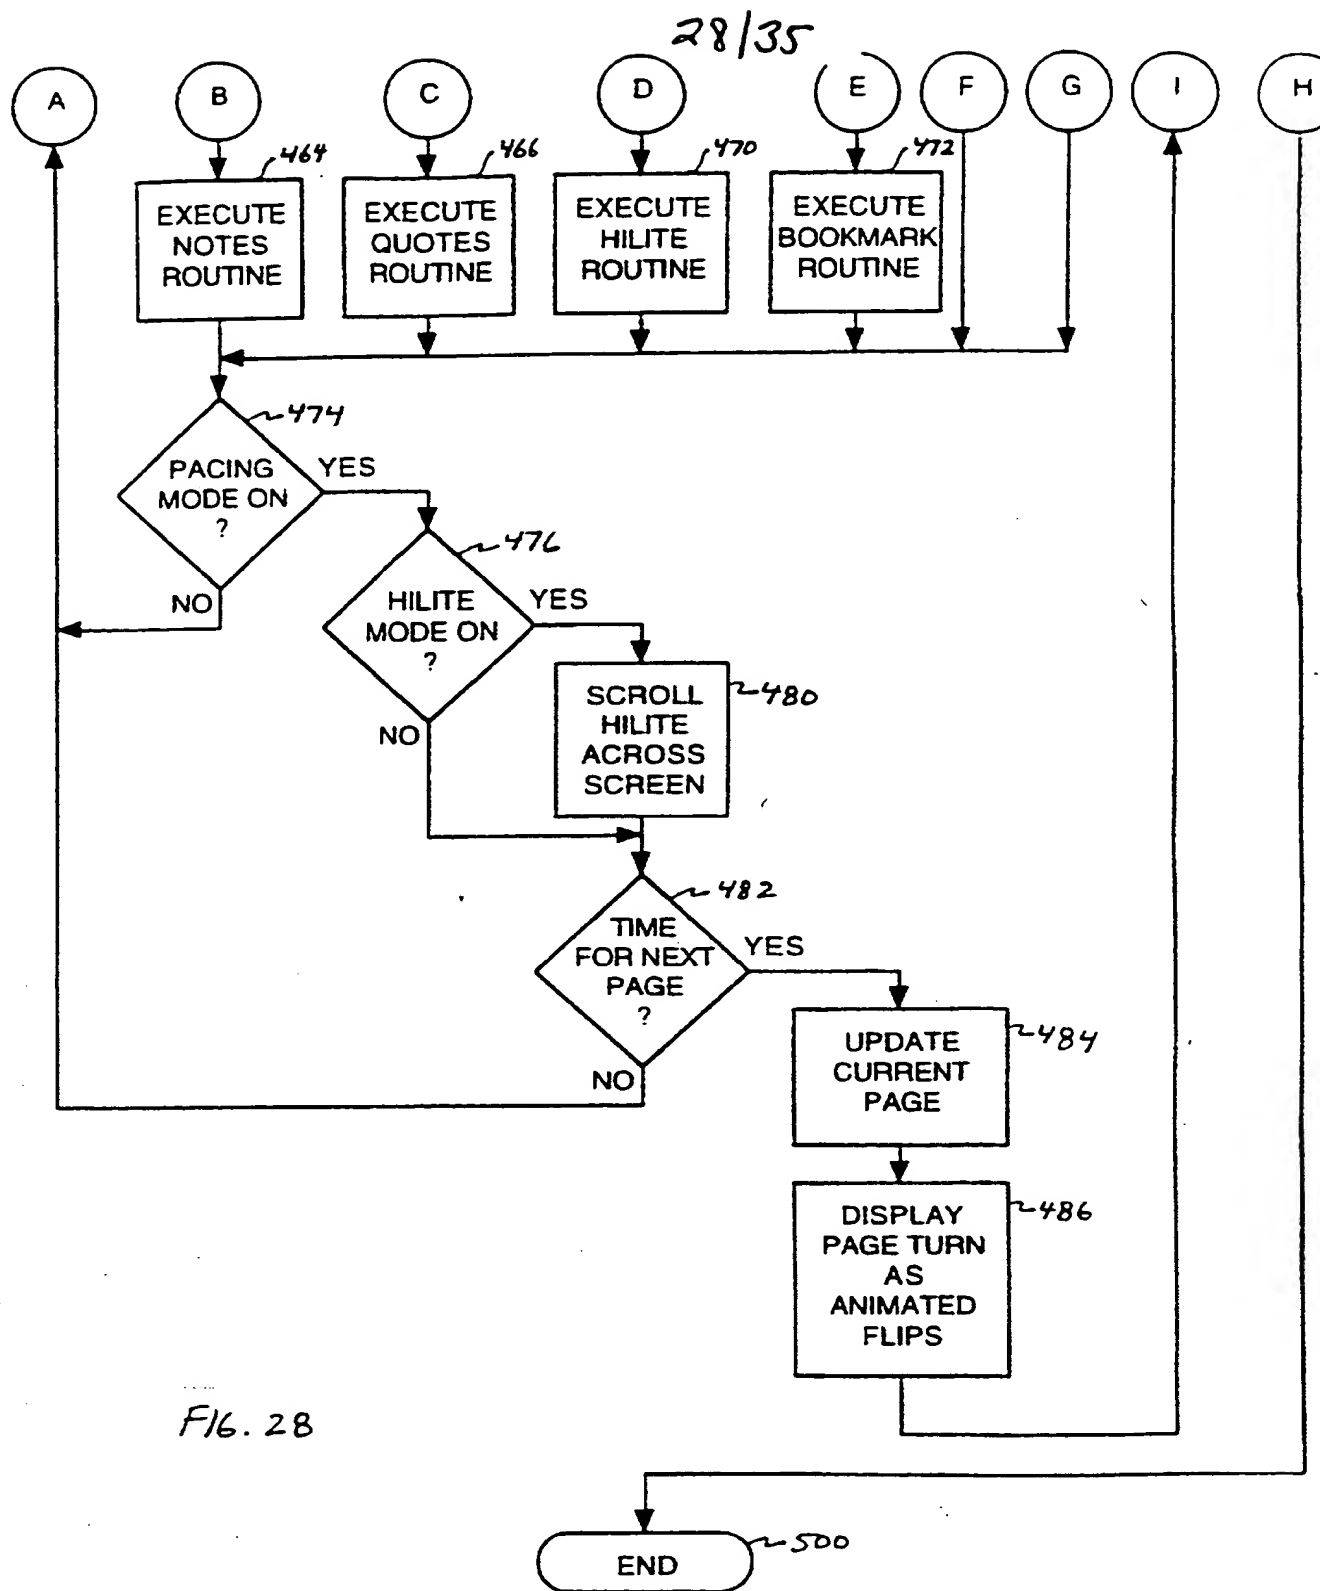 28/35
A
B
C
D
E
F
G
I
H
464
466
470
472
EXECUTE
NOTES
ROUTINE
EXECUTE
QUOTES
ROUTINE
EXECUTE
HILITE
ROUTINE
EXECUTE
BOOKMARK
ROUTINE
474
PACING
MODE ON
?
YES
NO
476
HILITE
MODE ON
?
YES
NO
480
SCROLL
HILITE
ACROSS
SCREEN
482
TIME
FOR NEXT
PAGE
?
YES
NO
484
UPDATE
CURRENT
PAGE
486
DISPLAY
PAGE TURN
AS
ANIMATED
FLIPS
FIG. 28
500
END